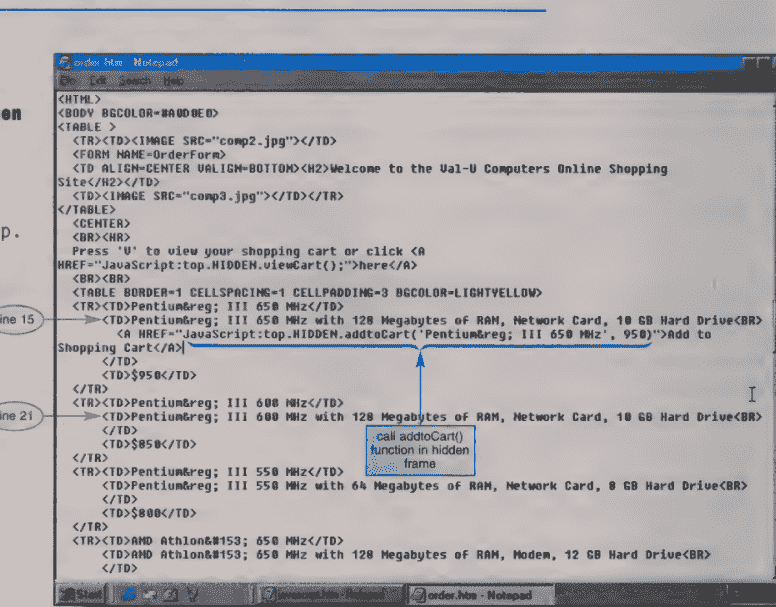 order.htm - Notepad
File Edit Search Help
en
p.
<HTML>
<BODY BGCOLOR=#A0D0E0>
<TABLE >
<TR><TD><IMAGE SRC="comp2.jpg"></TD>
<FORM NAME=OrderForm>
<TD ALIGN=CENTER VALIGN=BOTTOM><H2>Welcome to the Val-U Computers Online Shopping
Site</H2></TD>
<TD><IMAGE SRC="comp3.jpg"></TD></TR>
</TABLE>
<CENTER>
<BR><HR>
Press 'V' to view your shopping cart or click <A
HREF="JavaScript:top.HIDDEN.viewCart();">here</A>
<BR><BR>
<TABLE BORDER=1 CELLSPACING=1 CELLPADDING=3 BGCOLOR=LIGHTYELLOW>
<TR><TD>Pentium&reg; III 650 MHz</TD>
ine 15
<TD>Pentium&reg; III 650 MHz with 128 Megabytes of RAM, Network Card, 10 GB Hard Drive<BR>
<A HREF="JavaScript:top.HIDDEN.addtoCart('Pentium&reg; III 650 MHz', 950)">Add to
Shopping Cart</A>
</TD>
<TD>$950</TD>
</TR>
<TR><TD>Pentium&reg; III 600 MHz</TD>
ine 21
<TD>Pentium&reg; III 600 MHz with 128 Megabytes of RAM, Network Card, 10 GB Hard Drive<BR>
</TD>
<TD>$850</TD>
</TR>
call addtoCart()
function in hidden
frame
<TR><TD>Pentium&reg; III 550 MHz</TD>
<TD>Pentium&reg; III 550 MHz with 64 Megabytes of RAM, Network Card, 8 GB Hard Drive<BR>
</TD>
<TD>$800</TD>
</TR>
<TR><TD>AMD Athlon&#153; 650 MHz</TD>
<TD>AMD Athlon&#153; 650 MHz with 128 Megabytes of RAM, Modem, 12 GB Hard Drive<BR>
</TD>
Start
order.htm - Notepad